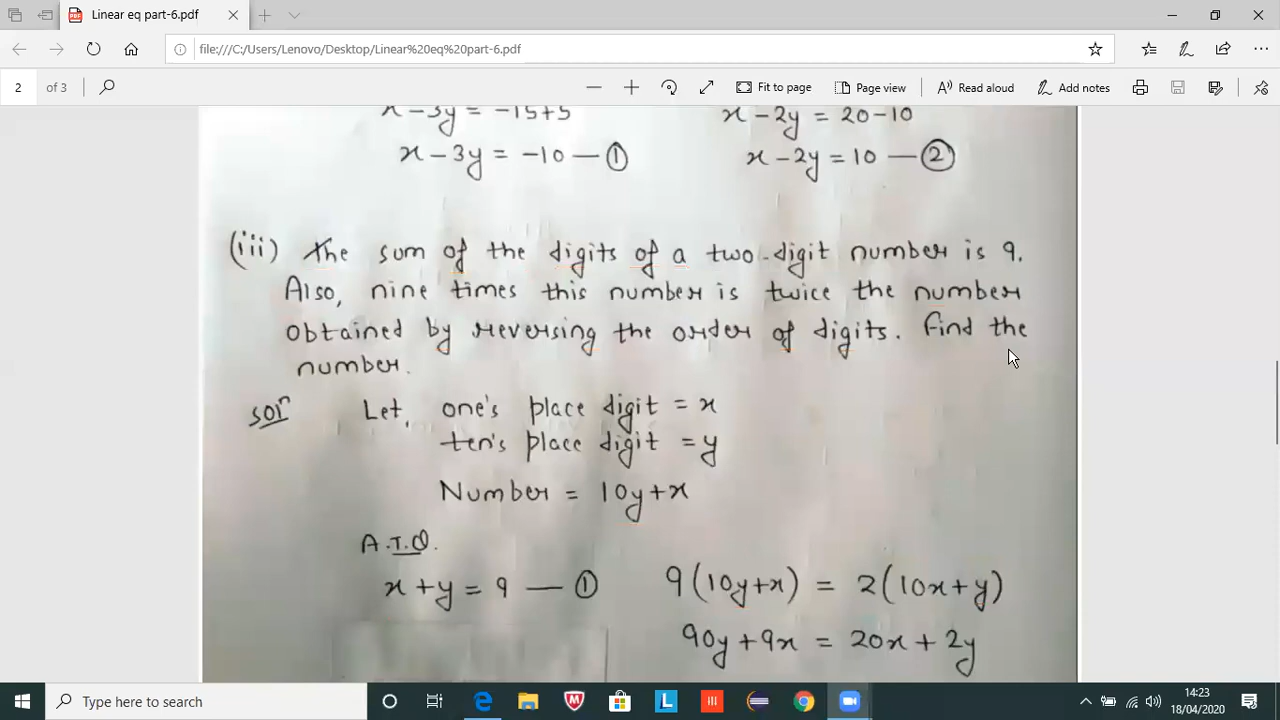 Linear eq part-6.pdf
file:///C:/Users/Lenovo/Desktop/Linear%20eq%20part-6.pdf
2 of 3
Fit to page
Page view
Read aloud
Add notes
x-3y = -15+5
x-2y = 20-10
x-3y = -10 — ①
x-2y = 10 — ②
(iii) The sum of the digits of a two-digit number is 9.
Also, nine times this number is twice the number
obtained by reversing the order of digits. Find the
number.
Solⁿ Let, one's place digit = x
ten's place digit = y
Number = 10y+x
A.T.Q.
x+y = 9 — ①
9(10y+x) = 2(10x+y)
90y+9x = 20x+2y
Type here to search
14:23
18/04/2020